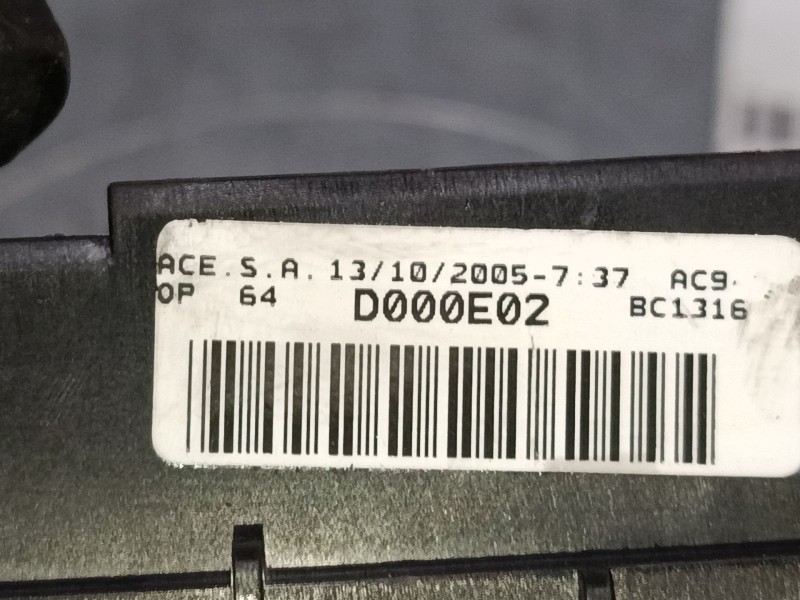 ACE.S.A. 13/10/2005-7:37 AC9.
OP 64 D000E02 BC1316